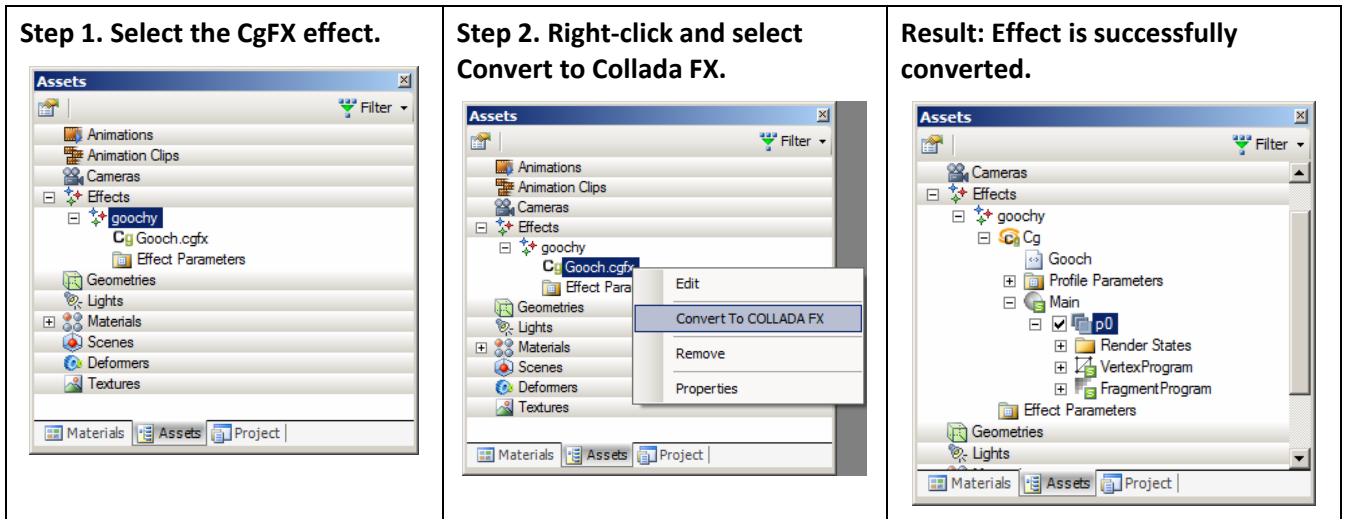 Step 1. Select the CgFX effect.
Assets
Filter
Animations
Animation Clips
Cameras
Effects
goochy
Cg Gooch.cgfx
Effect Parameters
Geometries
Lights
Materials
Scenes
Deformers
Textures
Materials Assets Project
Step 2. Right-click and select
Convert to Collada FX.
Assets
Filter
Animations
Animation Clips
Cameras
Effects
goochy
Cg Gooch.cgfx
Effect Para
Geometries
Lights
Materials
Scenes
Deformers
Textures
Edit
Convert To COLLADA FX
Remove
Properties
Materials Assets Project
Result: Effect is successfully
converted.
Assets
Filter
Cameras
Effects
goochy
Cg
Gooch
Profile Parameters
Main
p0
Render States
VertexProgram
FragmentProgram
Effect Parameters
Geometries
Lights
Materials Assets Project